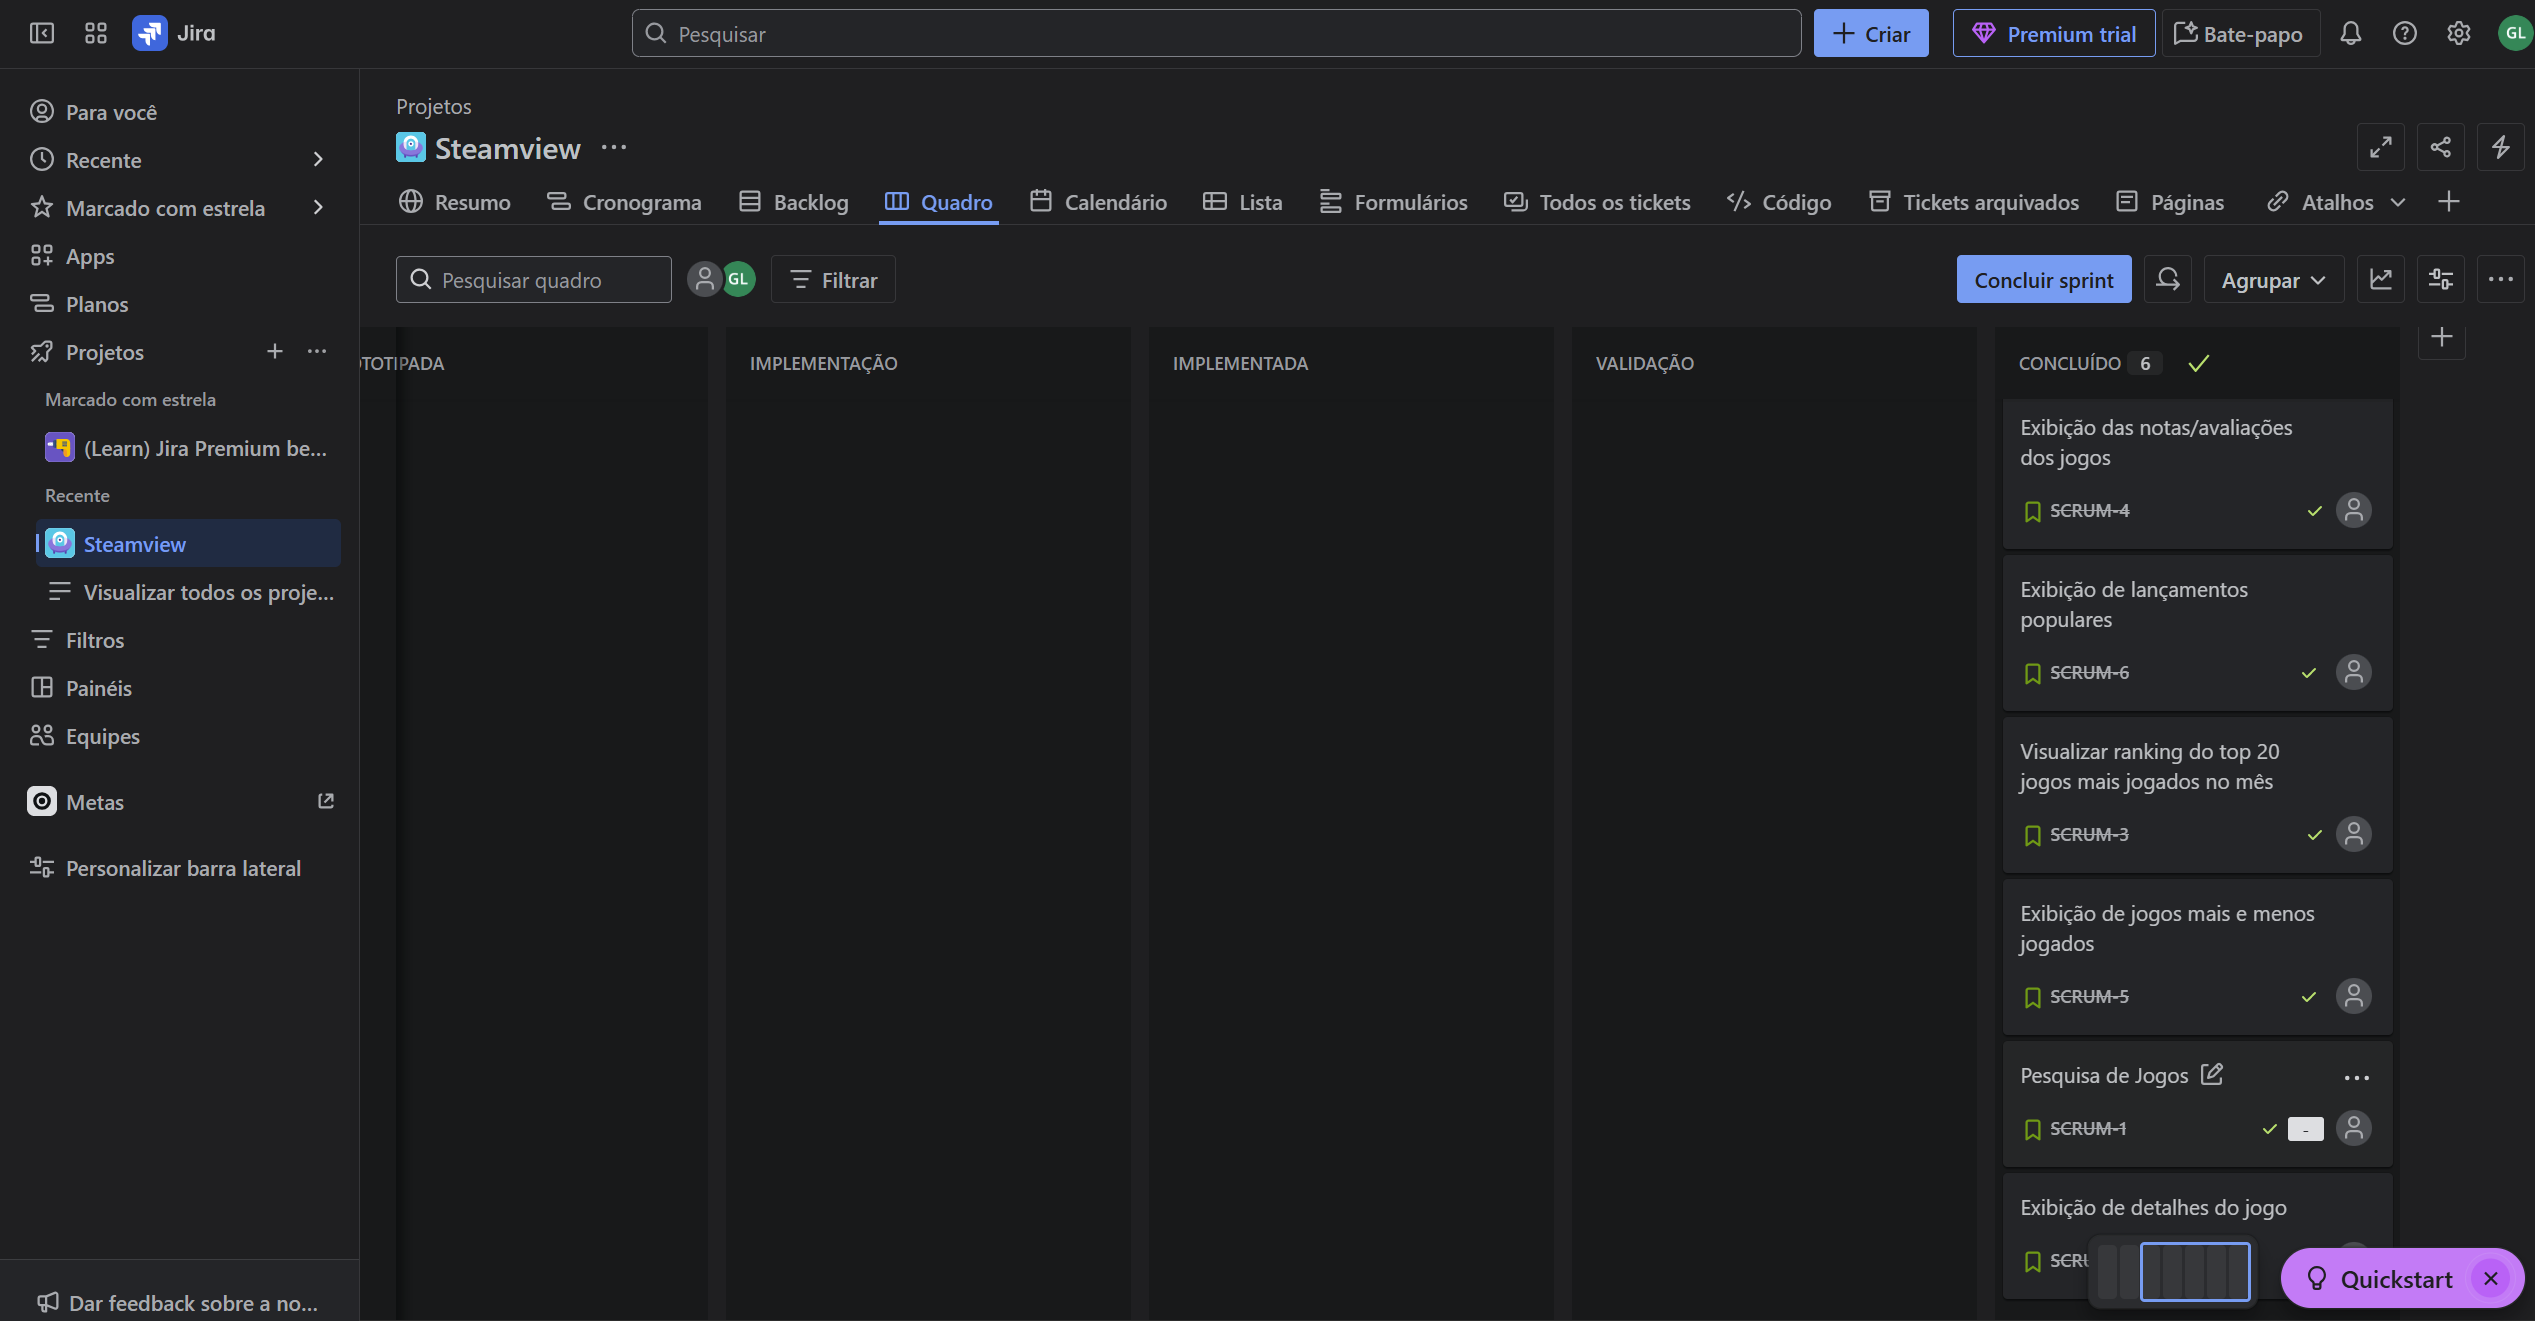 Jira
Pesquisar
Criar
Premium trial
Bate-papo
GL
Para você
Recente
Marcado com estrela
Apps
Planos
Projetos
Marcado com estrela
(Learn) Jira Premium be...
Recente
Steamview
Visualizar todos os proje...
Filtros
Painéis
Equipes
Metas
Personalizar barra lateral
Dar feedback sobre a no...
Projetos
Steamview
Resumo
Cronograma
Backlog
Quadro
Calendário
Lista
Formulários
Todos os tickets
Código
Tickets arquivados
Páginas
Atalhos
Pesquisar quadro
GL
Filtrar
Concluir sprint
Agrupar
TOTIPADA
IMPLEMENTAÇÃO
IMPLEMENTADA
VALIDAÇÃO
CONCLUÍDO 6
Exibição das notas/avaliações
dos jogos
SCRUM-4
Exibição de lançamentos
populares
SCRUM-6
Visualizar ranking do top 20
jogos mais jogados no mês
SCRUM-3
Exibição de jogos mais e menos
jogados
SCRUM-5
Pesquisa de Jogos
SCRUM-1
-
Exibição de detalhes do jogo
Quickstart